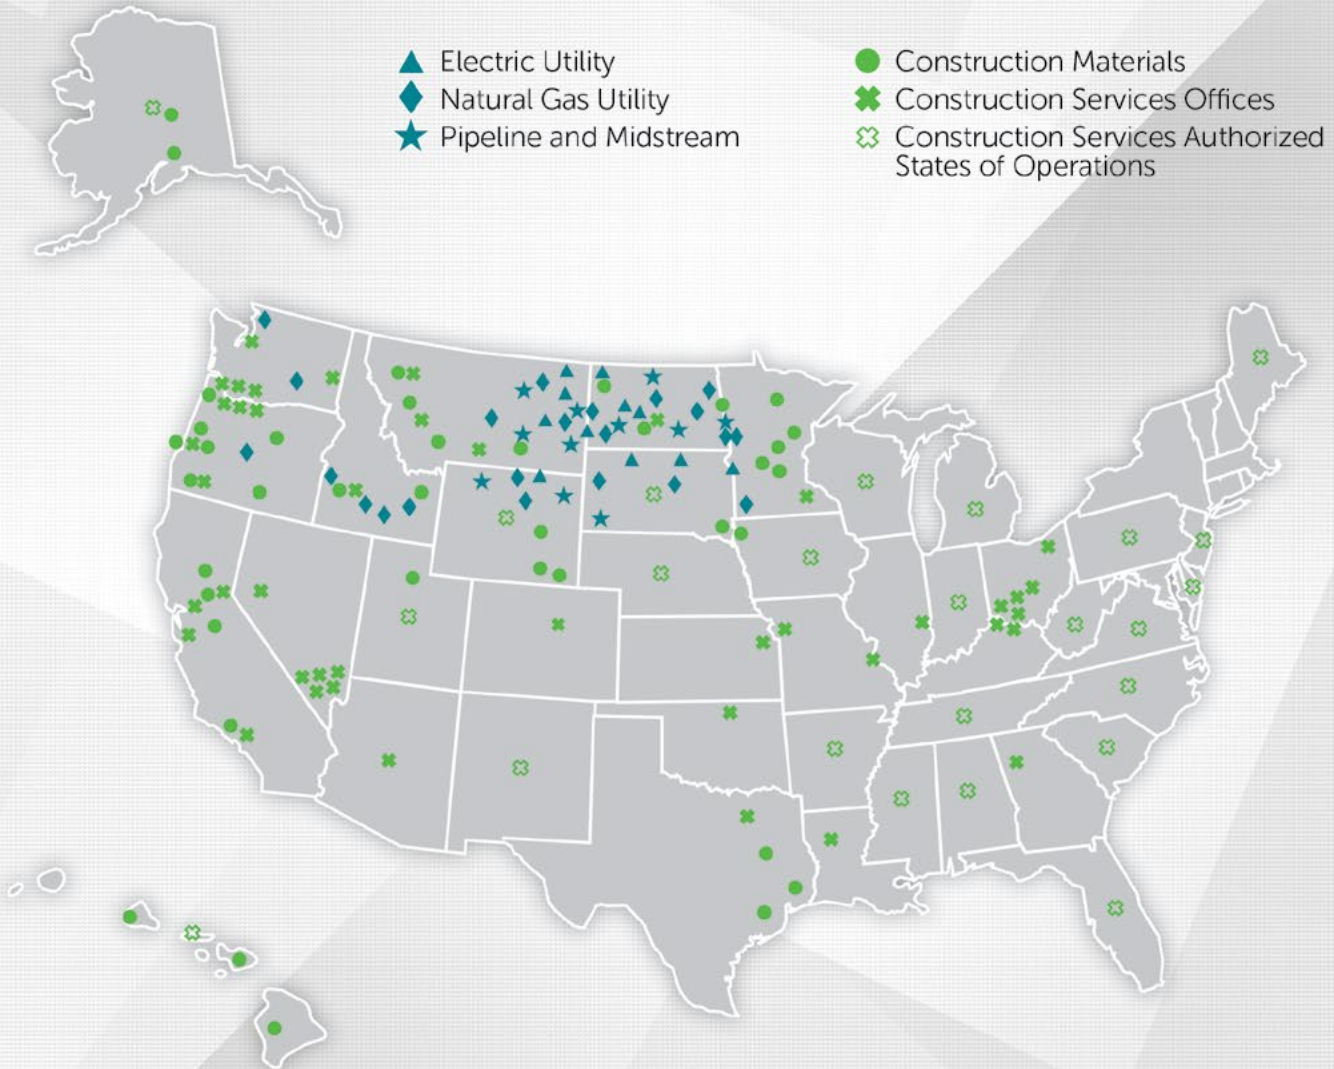 Electric Utility
Natural Gas Utility
Pipeline and Midstream
Construction Materials
Construction Services Offices
Construction Services Authorized
States of Operations